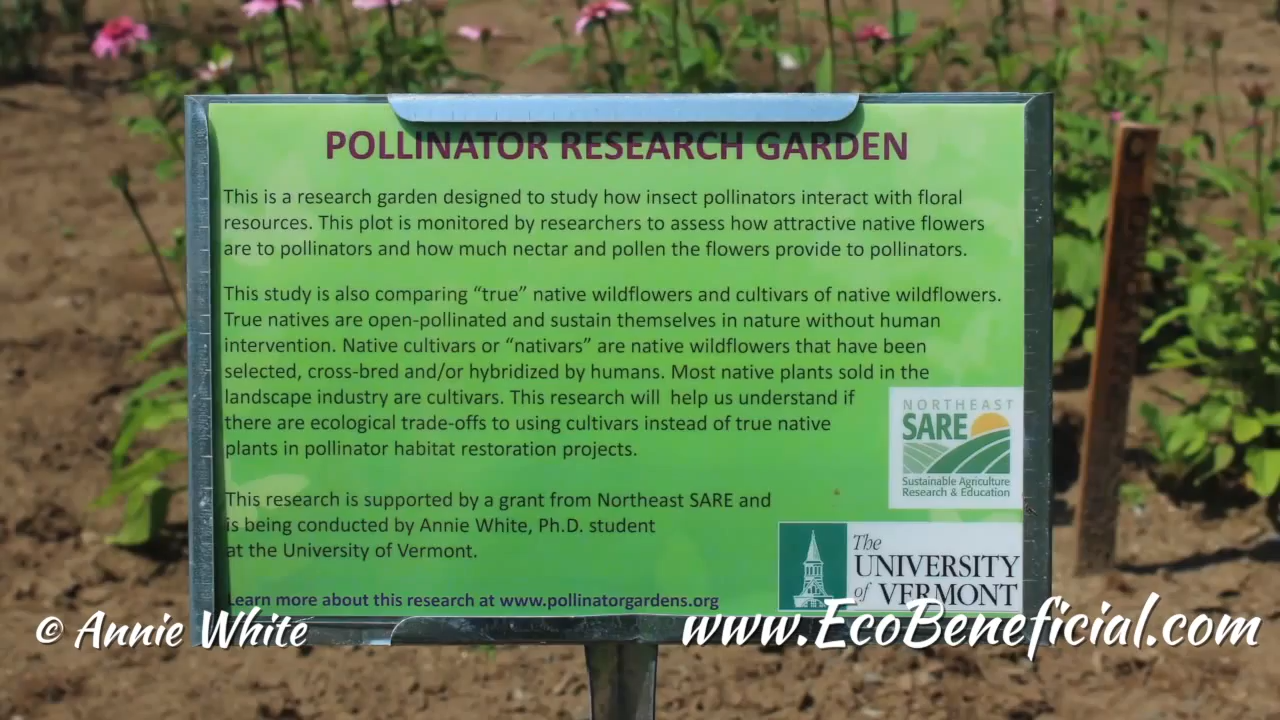 POLLINATOR RESEARCH GARDEN
This is a research garden designed to study how insect pollinators interact with floral
resources. This plot is monitored by researchers to assess how attractive native flowers
are to pollinators and how much nectar and pollen the flowers provide to pollinators.
This study is also comparing “true” native wildflowers and cultivars of native wildflowers.
True natives are open-pollinated and sustain themselves in nature without human
intervention. Native cultivars or “nativars” are native wildflowers that have been
selected, cross-bred and/or hybridized by humans. Most native plants sold in the
landscape industry are cultivars. This research will help us understand if
there are ecological trade-offs to using cultivars instead of true native
plants in pollinator habitat restoration projects.
NORTHEAST
SARE
Sustainable Agriculture
Research & Education
This research is supported by a grant from Northeast SARE and
is being conducted by Annie White, Ph.D. student
at the University of Vermont.
The
UNIVERSITY
of VERMONT
Learn more about this research at www.pollinatorgardens.org
© Annie White
www.EcoBeneficial.com